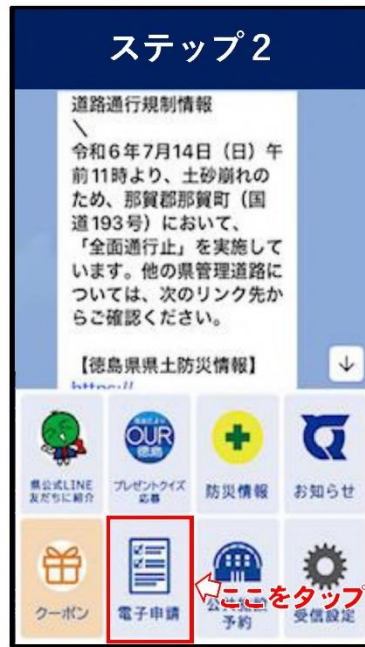 ステップ2
道路通行規制情報
\
令和6年7月14日（日）午
前11時より、土砂崩れの
ため、那賀郡那賀町（国
道193号）において、
「全面通行止」を実施して
います。他の県管理道路に
ついては、次のリンク先か
らご確認ください。
【徳島県県土防災情報】
https://
OUR
徳島
県公式LINE
友だちに紹介
プレゼントクイズ
応募
防災情報
お知らせ
クーポン
電子申請
ここをタップ
予約
受信設定